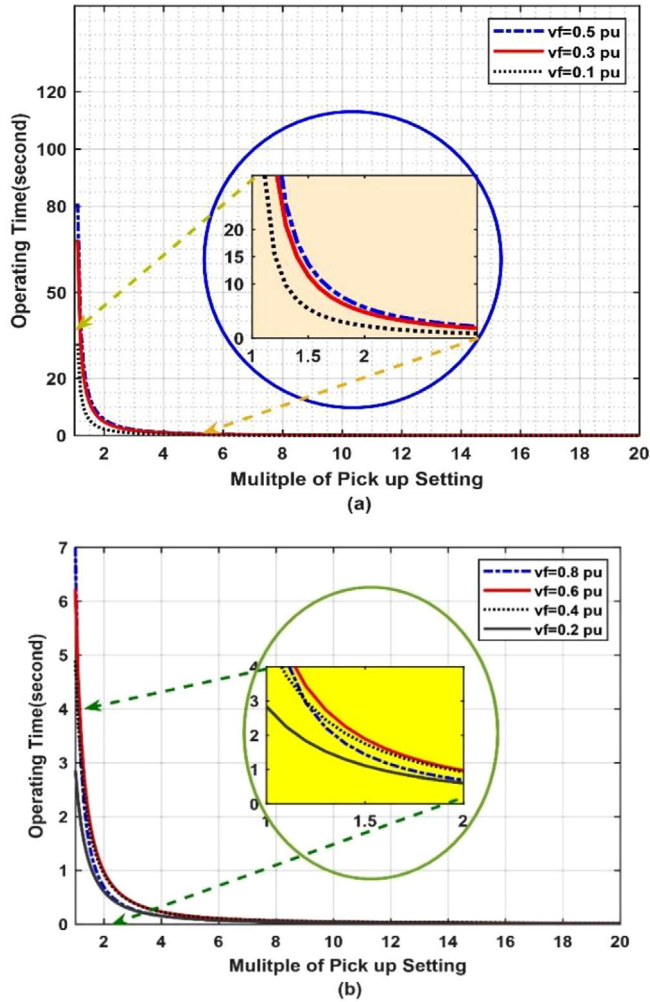 vf=0.5 pu
vf=0.3 pu
vf=0.1 pu
120
100
80
50
20
0
Operating Time(second)
20
15
10
5
0
1 1.5 2
2 4 6 8 10 12 14 16 18 20
Mulitple of Pick up Setting
(a)
vf=0.8 pu
vf=0.6 pu
vf=0.4 pu
vf=0.2 pu
7
6
5
4
3
2
1
0
Operating Time(second)
4
3
2
1
0
1 1.5 2
2 4 6 8 10 12 14 16 18 20
Mulitple of Pick up Setting
(b)